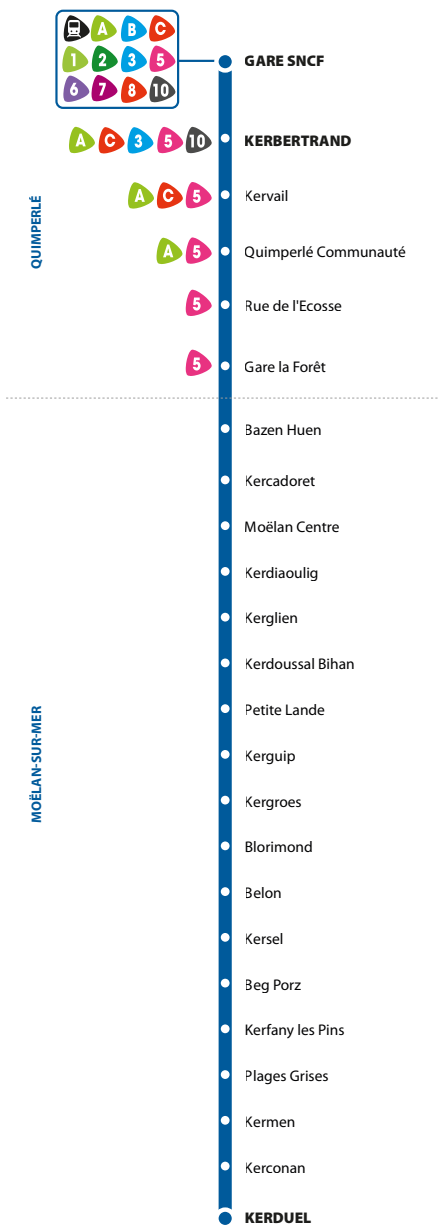 A B C
1 2 3 5
6 7 8 10
GARE SNCF
A C 3 5 10
KERBERTRAND
A C 5
Kervail
QUIMPERLÉ
A 5
Quimperlé Communauté
5
Rue de l'Ecosse
5
Gare la Forêt
Bazen Huen
Kercadoret
Moëlan Centre
Kerdiaoulig
Kerglien
Kerdoussal Bihan
Petite Lande
MOËLAN-SUR-MER
Kerguip
Kergroes
Blorimond
Belon
Kersel
Beg Porz
Kerfany les Pins
Plages Grises
Kermen
Kerconan
KERDUEL